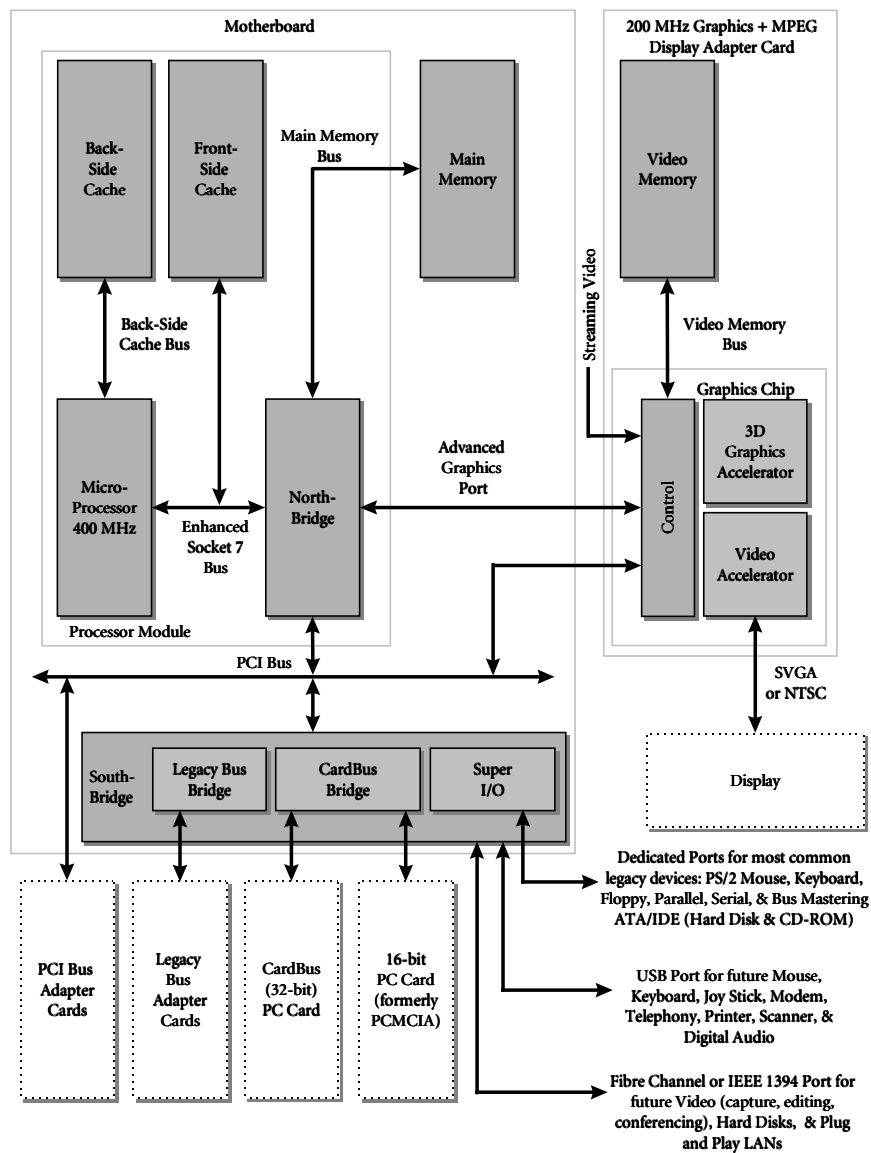 Motherboard
200 MHz Graphics + MPEG
Display Adapter Card
Back-
Side
Cache
Front-
Side
Cache
Main Memory
Bus
Main
Memory
Video
Memory
Streaming Video
Back-Side
Cache Bus
Video Memory
Bus
Graphics Chip
Micro-
Processor
400 MHz
Enhanced
Socket 7
Bus
North-
Bridge
Advanced
Graphics
Port
Control
3D
Graphics
Accelerator
Video
Accelerator
Processor Module
PCI Bus
SVGA
or NTSC
South-
Bridge
Legacy Bus
Bridge
CardBus
Bridge
Super
I/O
Display
Dedicated Ports for most common
legacy devices: PS/2 Mouse, Keyboard,
Floppy, Parallel, Serial, & Bus Mastering
ATA/IDE (Hard Disk & CD-ROM)
PCI Bus
Adapter
Cards
Legacy
Bus
Adapter
Cards
CardBus
(32-bit)
PC Card
16-bit
PC Card
(formerly
PCMCIA)
USB Port for future Mouse,
Keyboard, Joy Stick, Modem,
Telephony, Printer, Scanner, &
Digital Audio
Fibre Channel or IEEE 1394 Port for
future Video (capture, editing,
conferencing), Hard Disks, & Plug
and Play LANs